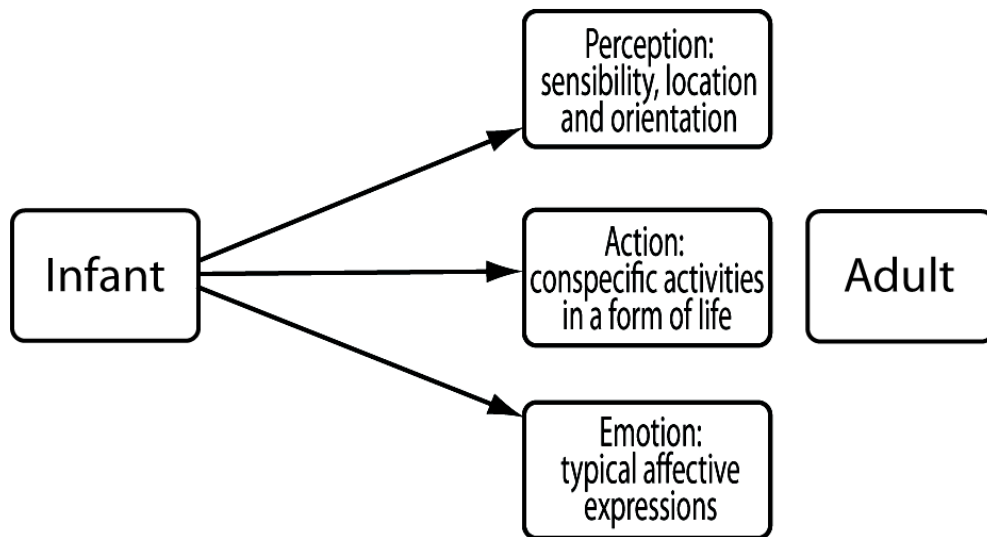 Perception:
sensibility, location
and orientation
Infant
Action:
conspecific activities
in a form of life
Adult
Emotion:
typical affective
expressions